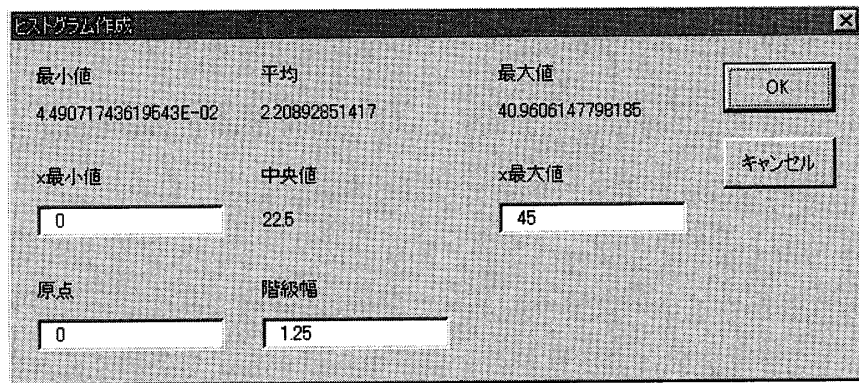 ヒストグラム作成
最小値 平均 最大値 OK
4.49071743619543E-02 2.20892851417 40.9606147798185
x最小値 中央値 x最大値 キャンセル
0 22.5 45
原点 階級幅
0 1.25